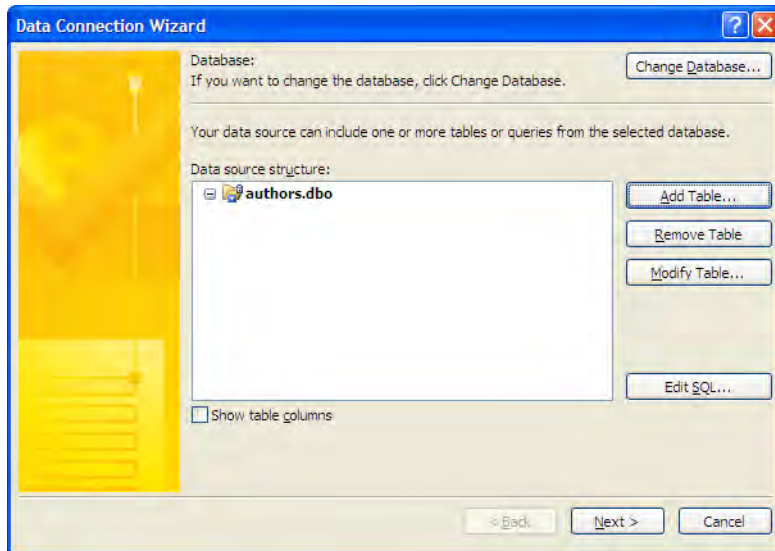 Data Connection Wizard
Database:
If you want to change the database, click Change Database.
Change Database...
Your data source can include one or more tables or queries from the selected database.
Data source structure:
authors.dbo
Add Table...
Remove Table
Modify Table...
Edit SQL...
Show table columns
< Back
Next >
Cancel